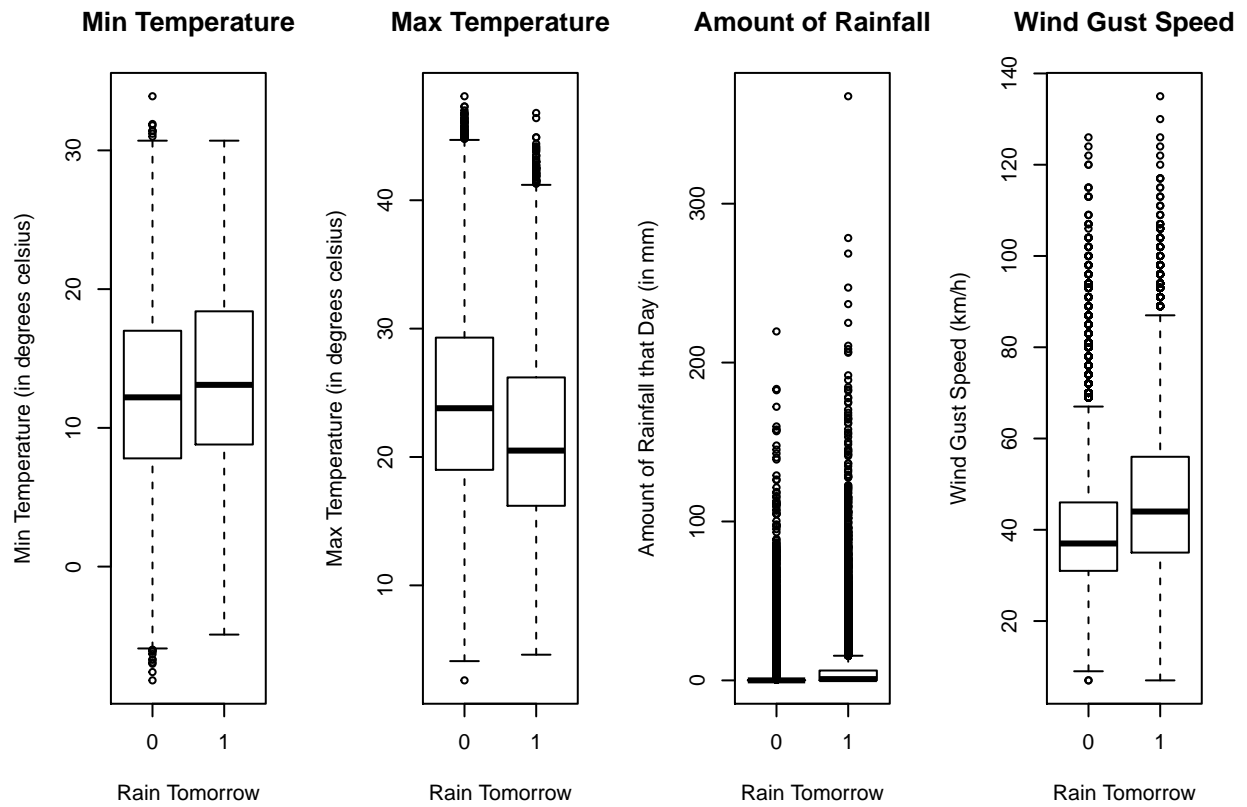 Min Temperature
Min Temperature (in degrees celsius)
30
20
10
0
0 1
Rain Tomorrow
Max Temperature
Max Temperature (in degrees celsius)
40
30
20
10
0 1
Rain Tomorrow
Amount of Rainfall
Amount of Rainfall that Day (in mm)
300
200
100
0
0 1
Rain Tomorrow
Wind Gust Speed
Wind Gust Speed (km/h)
140
120
100
80
60
40
20
0 1
Rain Tomorrow